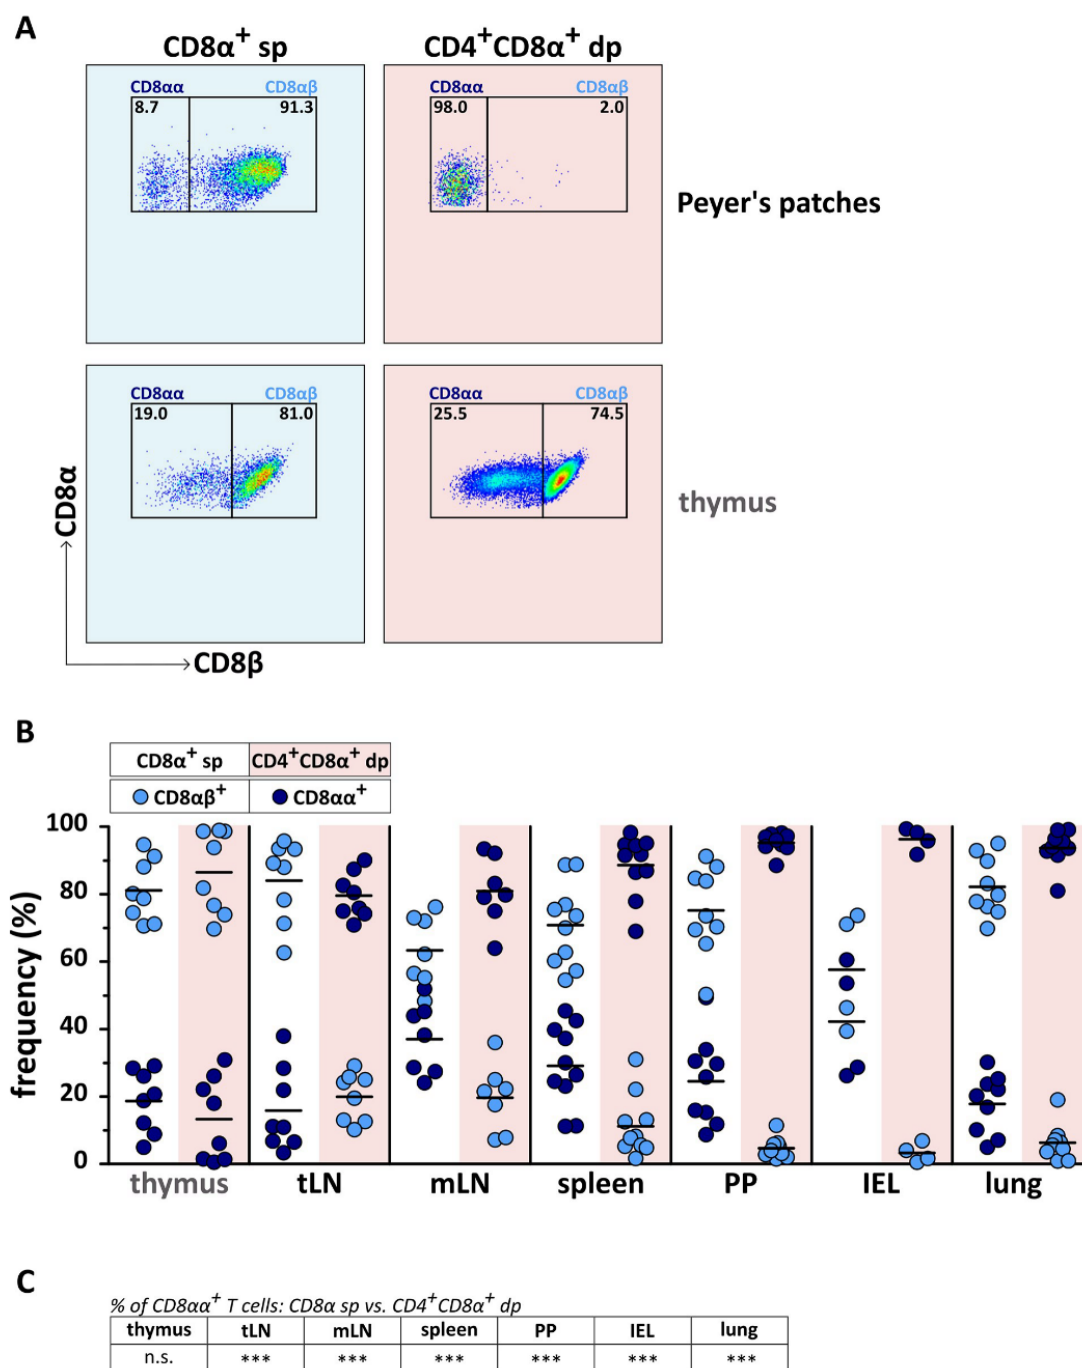 A
CD8α⁺ sp CD4⁺CD8α⁺ dp
CD8αα CD8αβ CD8αα CD8αβ
8.7 91.3 98.0 2.0
Peyer's patches
CD8αα CD8αβ CD8αα CD8αβ
19.0 81.0 25.5 74.5
thymus
CD8α
CD8β
B
CD8α⁺ sp CD4⁺CD8α⁺ dp
CD8αβ⁺ CD8αα⁺
frequency (%)
100
80
60
40
20
0
thymus tLN mLN spleen PP IEL lung
C
% of CD8αα⁺ T cells: CD8α sp vs. CD4⁺CD8α⁺ dp
thymus tLN mLN spleen PP IEL lung
n.s. *** *** *** *** *** ***